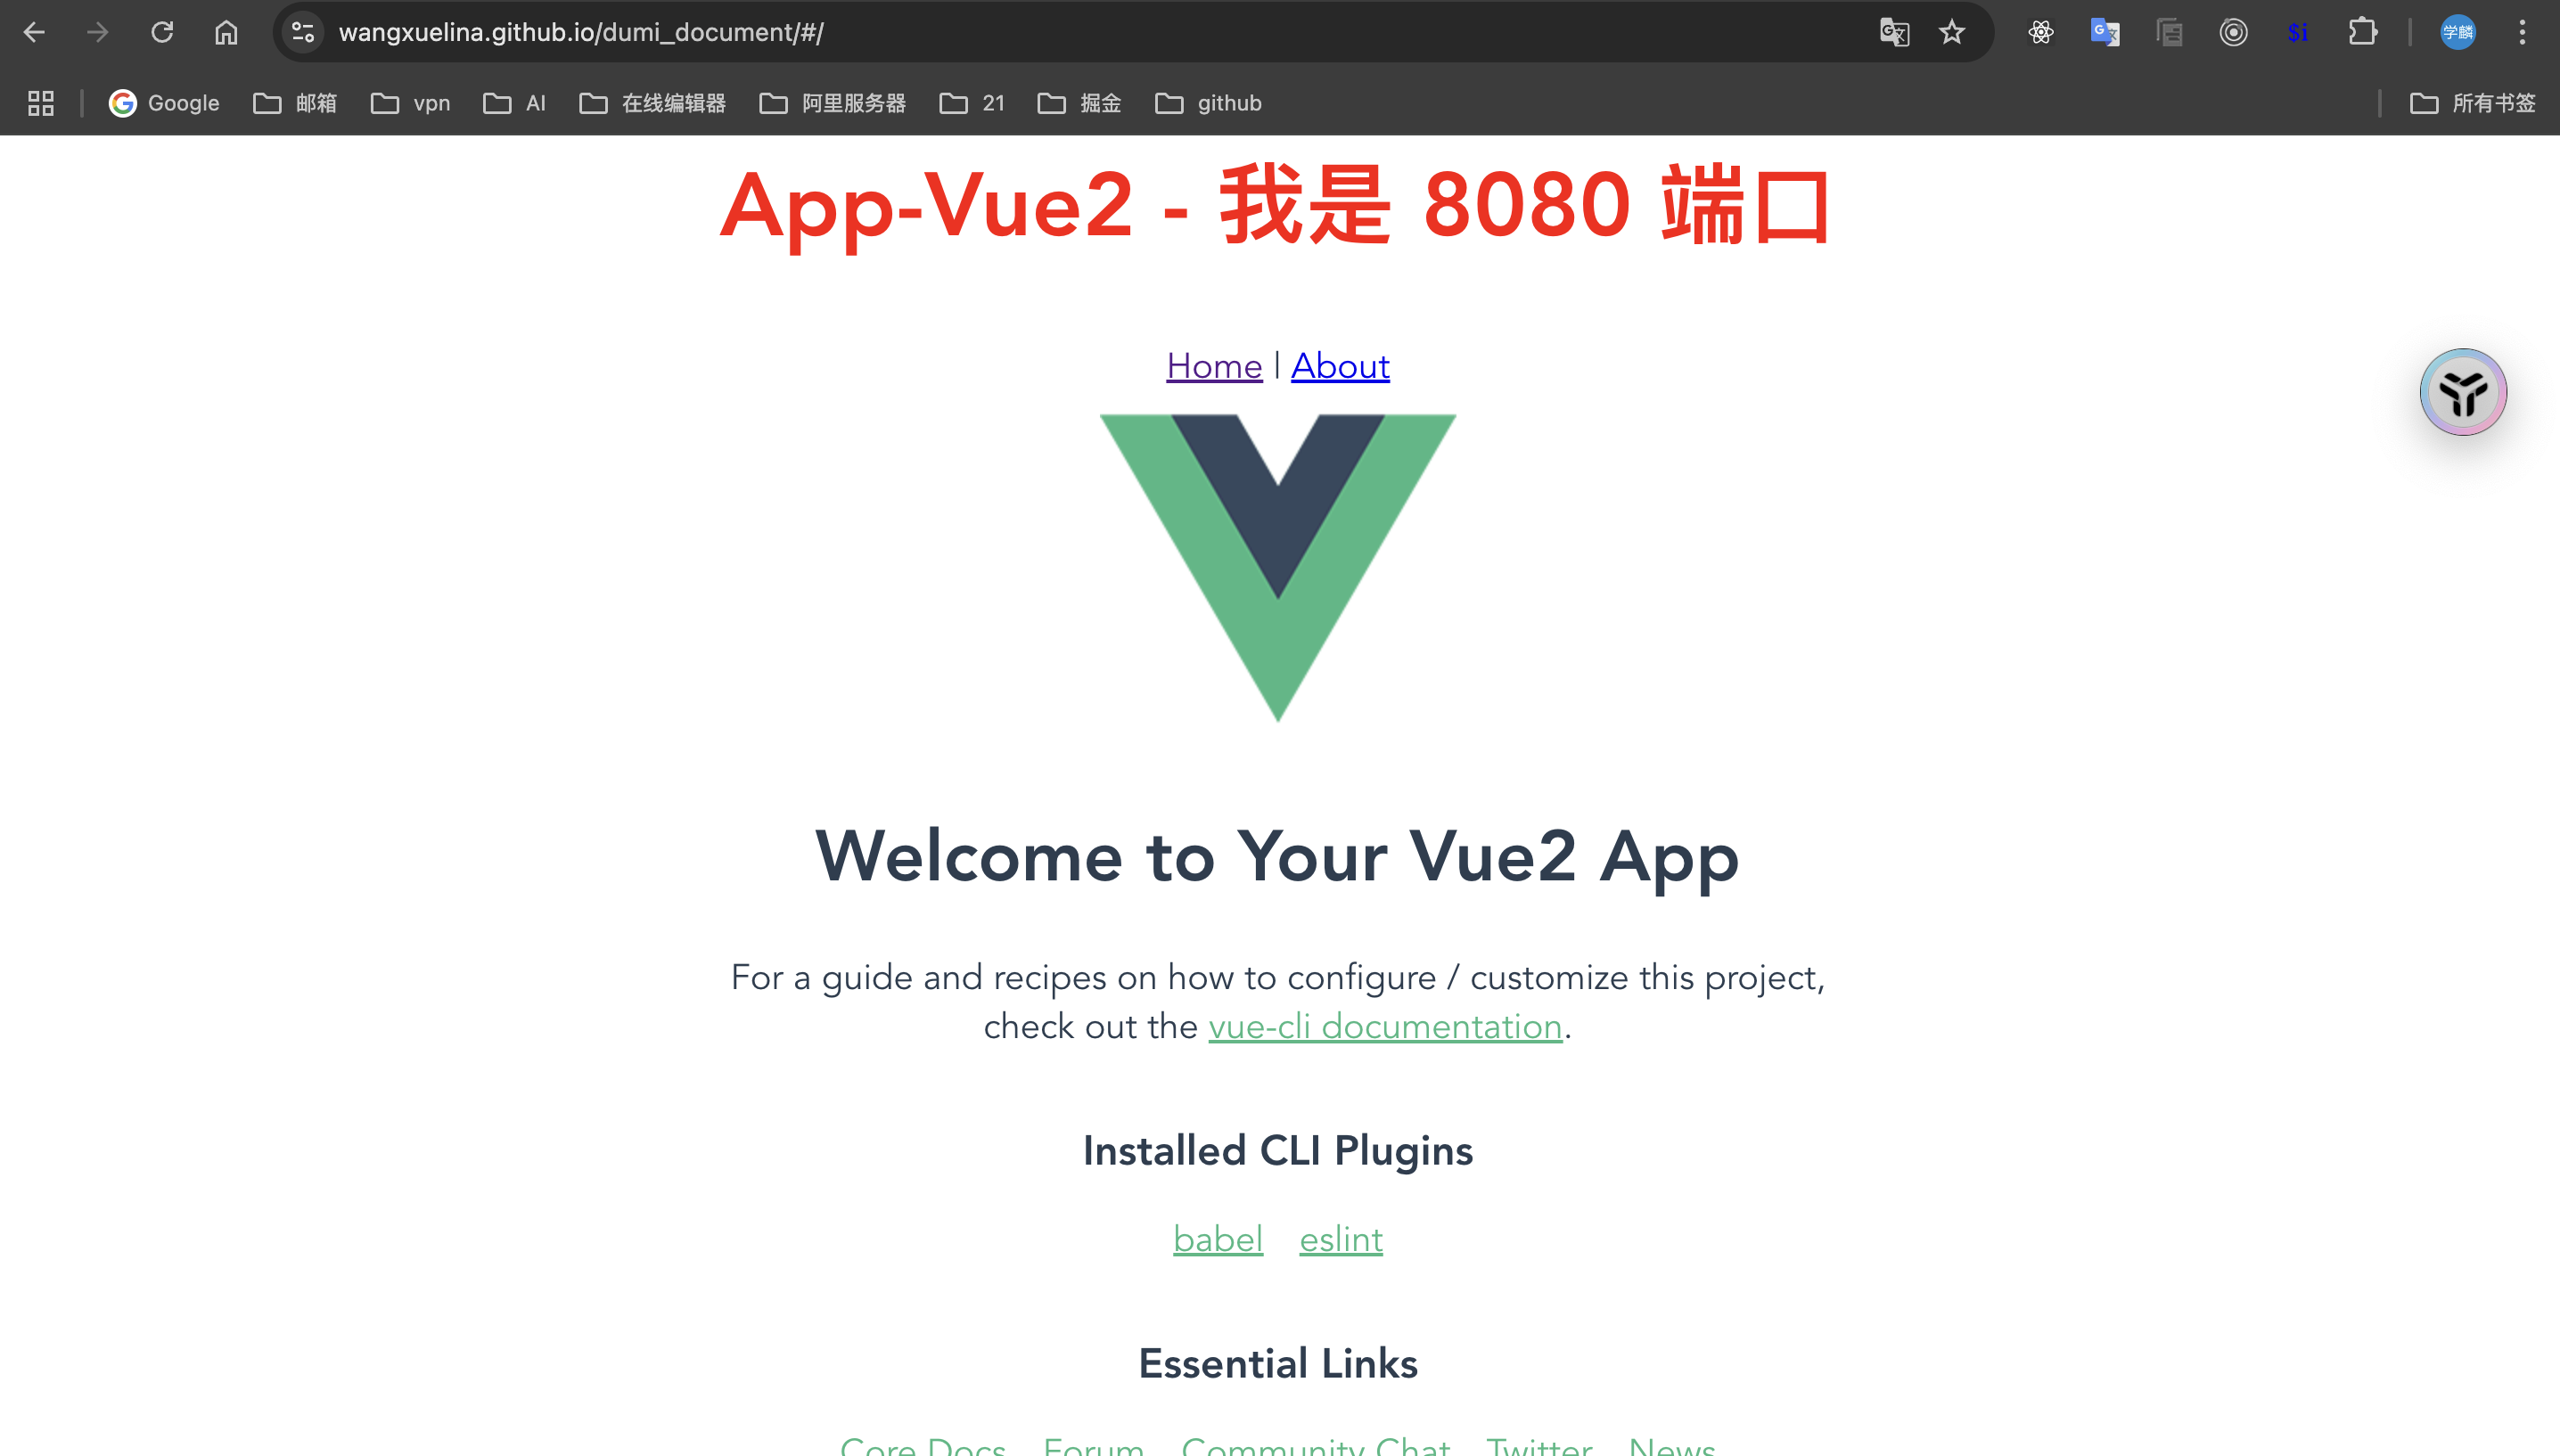 wangxuelina.github.io/dumi_document/#/
$i
学麟
Google 邮箱 vpn AI 在线编辑器 阿里服务器 21 掘金 github 所有书签
App-Vue2 - 我是 8080 端口
Home | About
Welcome to Your Vue2 App
For a guide and recipes on how to configure / customize this project,
check out the vue-cli documentation.
Installed CLI Plugins
babel eslint
Essential Links
Core Docs Forum Community Chat Twitter News